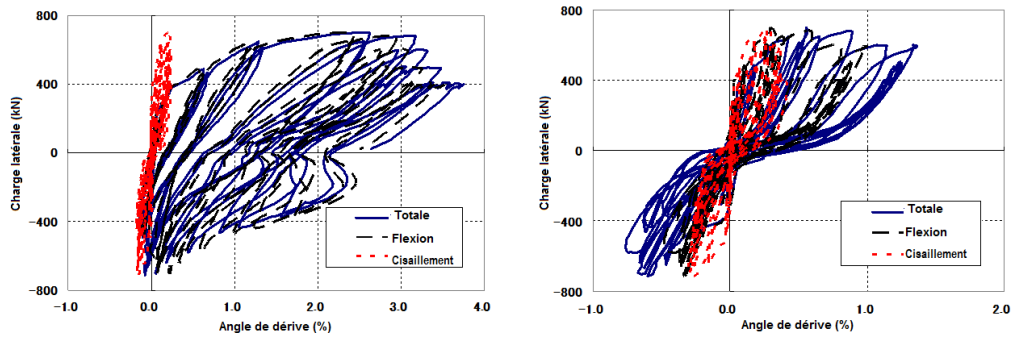 800
400
0
−400
−800
−1.0
0.0
1.0
2.0
3.0
4.0
Charge latérale (kN)
Angle de dérive (%)
Totale
Flexion
Cisaillement
800
400
0
−400
−800
−1.0
0.0
1.0
2.0
Charge latérale (kN)
Angle de dérive (%)
Totale
Flexion
Cisaillement